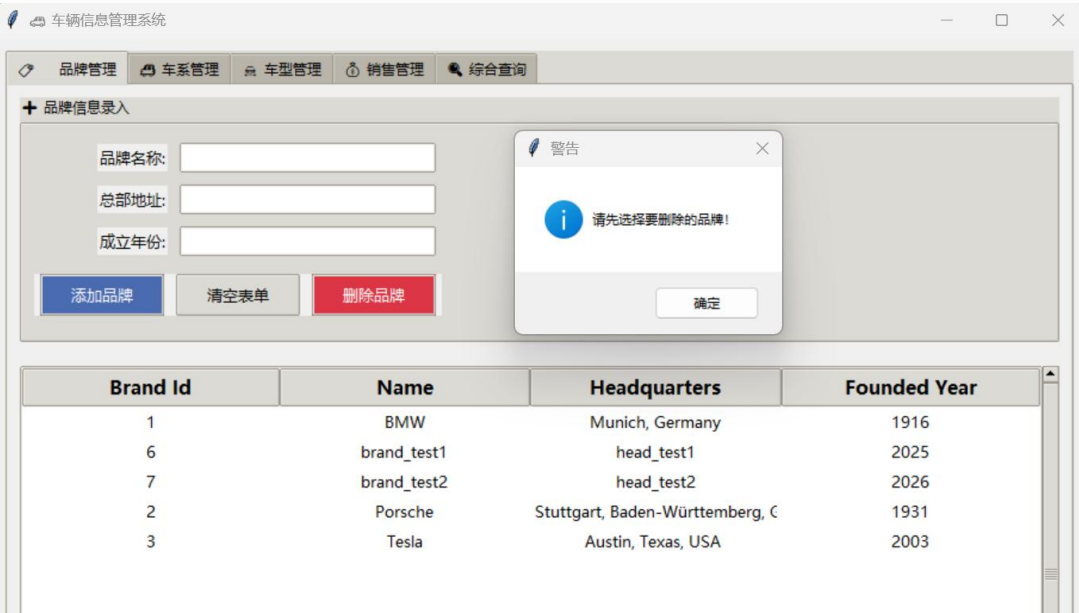 车辆信息管理系统
品牌管理 车系管理 车型管理 销售管理 综合查询
品牌信息录入
品牌名称:
总部地址:
成立年份:
添加品牌 清空表单 删除品牌
警告
i
请先选择要删除的品牌!
确定
Brand Id Name Headquarters Founded Year
1 BMW Munich, Germany 1916
6 brand_test1 head_test1 2025
7 brand_test2 head_test2 2026
2 Porsche Stuttgart, Baden-Württemberg, G 1931
3 Tesla Austin, Texas, USA 2003